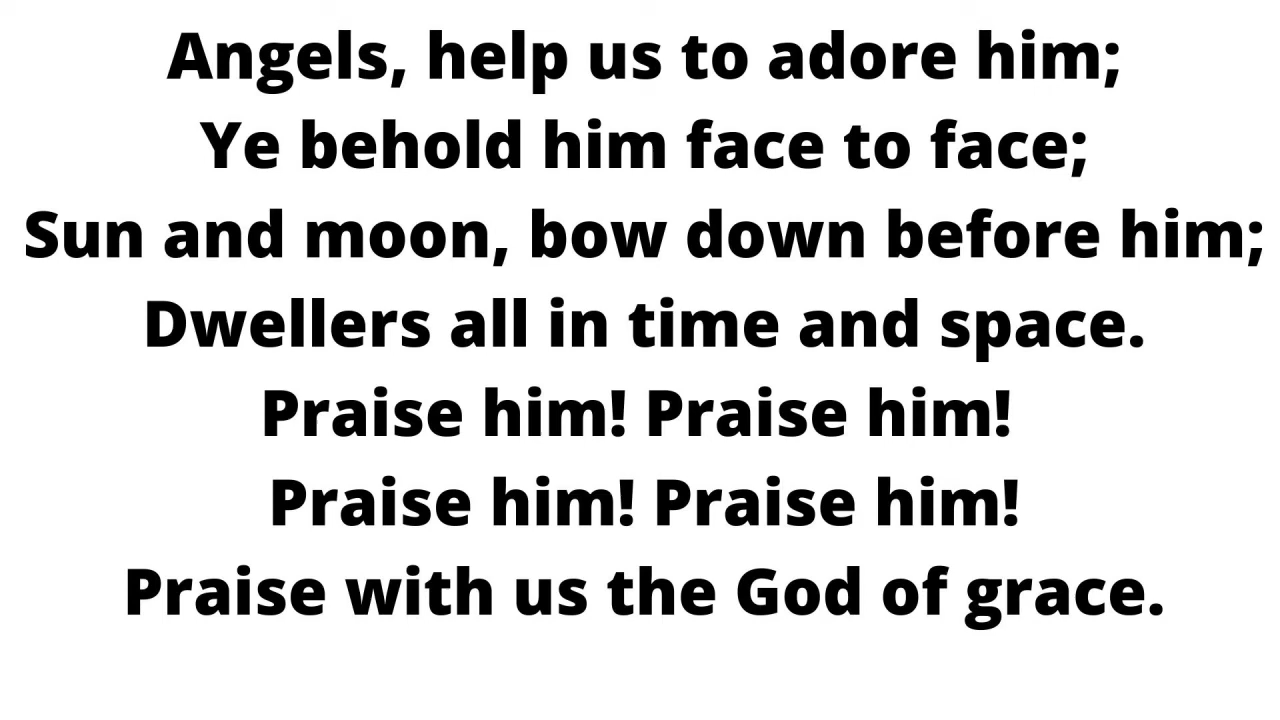 Angels, help us to adore him;
Ye behold him face to face;
Sun and moon, bow down before him;
Dwellers all in time and space.
Praise him! Praise him!
Praise him! Praise him!
Praise with us the God of grace.